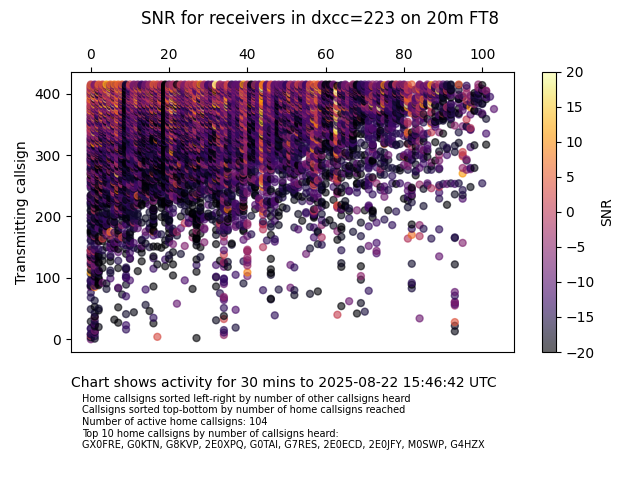 SNR for receivers in dxcc=223 on 20m FT8
0 20 40 60 80 100
400
300
200
100
0
Transmitting callsign
20
15
10
5
0
−5
−10
−15
−20
SNR
Chart shows activity for 30 mins to 2025-08-22 15:46:42 UTC
Home callsigns sorted left-right by number of other callsigns heard
Callsigns sorted top-bottom by number of home callsigns reached
Number of active home callsigns: 104
Top 10 home callsigns by number of callsigns heard:
GX0FRE, G0KTN, G8KVP, 2E0XPQ, G0TAI, G7RES, 2E0ECD, 2E0JFY, M0SWP, G4HZX